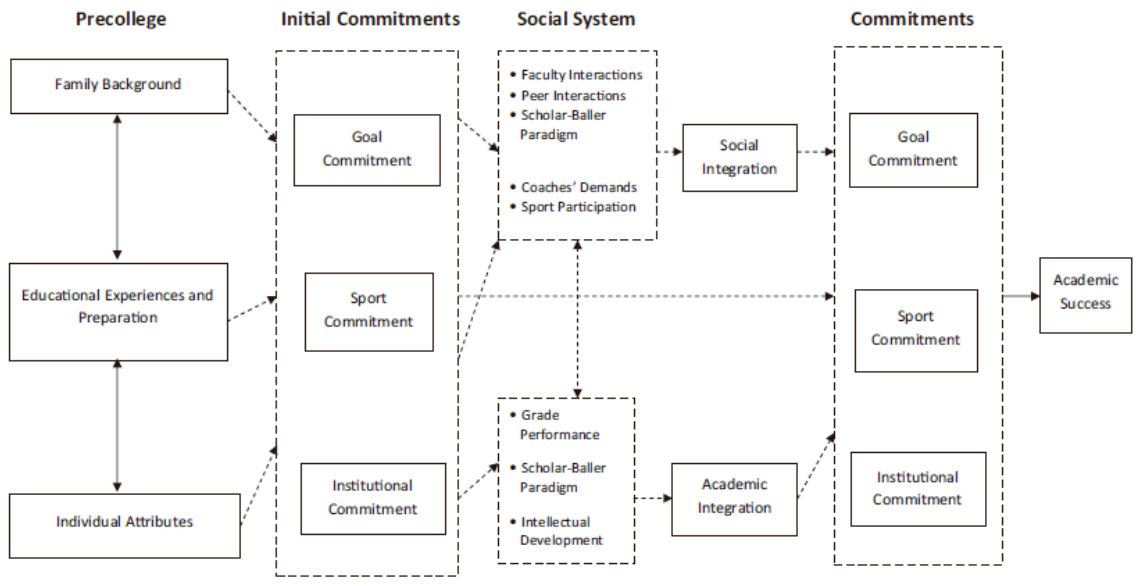 Precollege
Initial Commitments
Social System
Commitments
Family Background
Educational Experiences and
Preparation
Individual Attributes
Goal
Commitment
Sport
Commitment
Institutional
Commitment
• Faculty Interactions
• Peer Interactions
• Scholar-Baller
Paradigm
• Coaches' Demands
• Sport Participation
• Grade
Performance
• Scholar-Baller
Paradigm
• Intellectual
Development
Social
Integration
Academic
Integration
Goal
Commitment
Sport
Commitment
Institutional
Commitment
Academic
Success